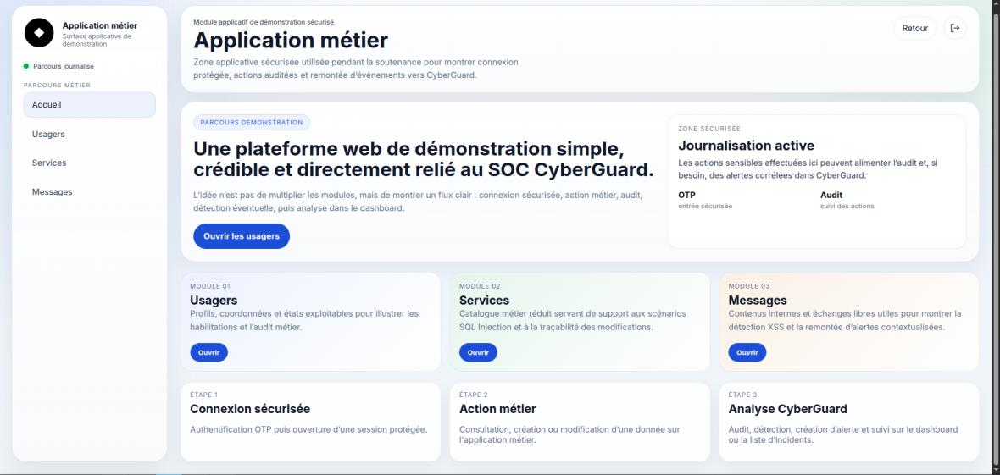 Application métier
Surface applicative de
démonstration
Parcours journalisé
PARCOURS MÉTIER
Accueil
Usagers
Services
Messages
Module applicatif de démonstration sécurisé
Application métier
Zone applicative sécurisée utilisée pendant la soutenance pour montrer connexion
protégée, actions auditées et remontée d'événements vers CyberGuard.
Retour
PARCOURS DÉMONSTRATION
Une plateforme web de démonstration simple,
crédible et directement relié au SOC CyberGuard.
L'idée n'est pas de multiplier les modules, mais de montrer un flux clair : connexion sécurisée, action métier, audit,
détection éventuelle, puis analyse dans le dashboard.
Ouvrir les usagers
ZONE SÉCURISÉE
Journalisation active
Les actions sensibles effectuées ici peuvent alimenter l'audit et, si
besoin, des alertes corrélées dans CyberGuard.
OTP
entrée sécurisée
Audit
suivi des actions
MODULE 01
Usagers
Profils, coordonnées et états exploitables pour illustrer les
habilitations et l'audit métier.
Ouvrir
MODULE 02
Services
Catalogue métier réduit servant de support aux scénarios
SQL Injection et à la traçabilité des modifications.
Ouvrir
MODULE 03
Messages
Contenus internes et échanges libres utiles pour montrer la
détection XSS et la remontée d'alertes contextualisées.
Ouvrir
ÉTAPE 1
Connexion sécurisée
Authentification OTP puis ouverture d'une session protégée.
ÉTAPE 2
Action métier
Consultation, création ou modification d'une donnée sur
l'application métier.
ÉTAPE 3
Analyse CyberGuard
Audit, détection, création d'alerte et suivi sur le dashboard
ou la liste d'incidents.